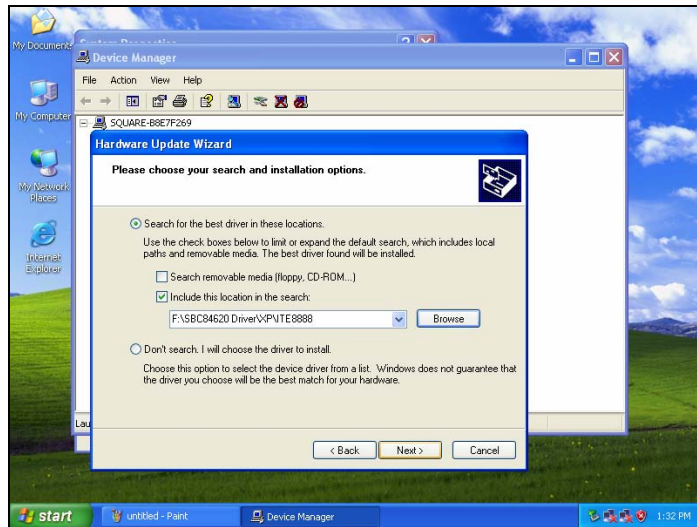 My Documents
System Properties
Device Manager
File Action View Help
My Computer
SQUARE-B8E7F269
Hardware Update Wizard
Please choose your search and installation options.
My Network
Places
Search for the best driver in these locations.
Use the check boxes below to limit or expand the default search, which includes local
paths and removable media. The best driver found will be installed.
Internet
Explorer
Search removable media (floppy, CD-ROM...)
Include this location in the search:
F:\SBC84620 Driver\XP\ITE8888
Browse
Don't search. I will choose the driver to install.
Choose this option to select the device driver from a list. Windows does not guarantee that
the driver you choose will be the best match for your hardware.
Lau
< Back Next > Cancel
start
untitled - Paint
Device Manager
1:32 PM